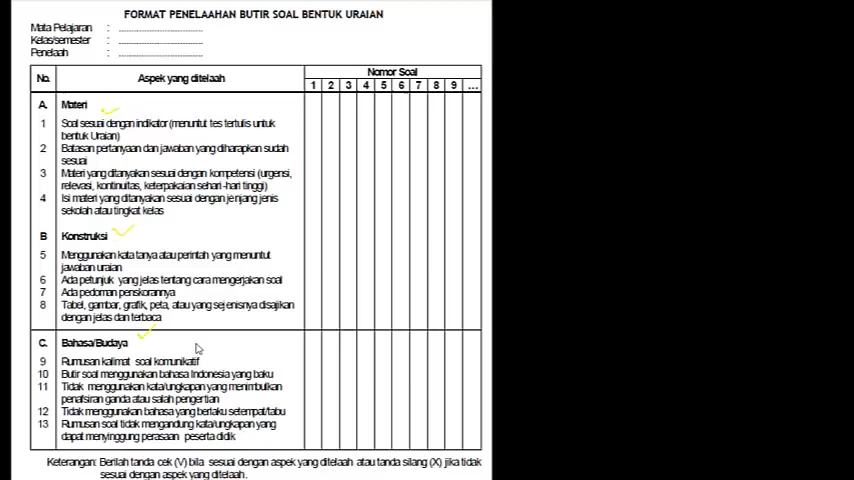 FORMAT PENELAAHAN BUTIR SOAL BENTUK URAIAN
Mata Pelajaran : ..............................
Kelas/semester : ..............................
Penelaah : ..............................
No. Aspek yang ditelaah Nomor Soal
1 2 3 4 5 6 7 8 9 ...
A. Materi
1 Soal sesuai dengan indikator (menuntut tes tertulis untuk
bentuk Uraian)
2 Batasan pertanyaan dan jawaban yang diharapkan sudah
sesuai
3 Materi yang ditanyakan sesuai dengan kompetensi (urgensi,
relevasi, kontinuitas, keterpakaian sehari-hari tinggi)
4 Isi materi yang ditanyakan sesuai dengan jenjang jenis
sekolah atau tingkat kelas
B Konstruksi
5 Menggunakan kata tanya atau perintah yang menuntut
jawaban uraian
6 Ada petunjuk yang jelas tentang cara mengerjakan soal
7 Ada pedoman penskorannya
8 Tabel, gambar, grafik, peta, atau yang sejenisnya disajikan
dengan jelas dan terbaca
C. Bahasa/Budaya
9 Rumusan kalimat soal komunikatif
10 Butir soal menggunakan bahasa Indonesia yang baku
11 Tidak menggunakan kata/ungkapan yang menimbulkan
penafsiran ganda atau salah pengertian
12 Tidak menggunakan bahasa yang berlaku setempat/tabu
13 Rumusan soal tidak mengandung kata/ungkapan yang
dapat menyinggung perasaan peserta didik
Keterangan: Berilah tanda cek (V) bila sesuai dengan aspek yang ditelaah atau tanda silang (X) jika tidak
sesuai dengan aspek yang ditelaah.